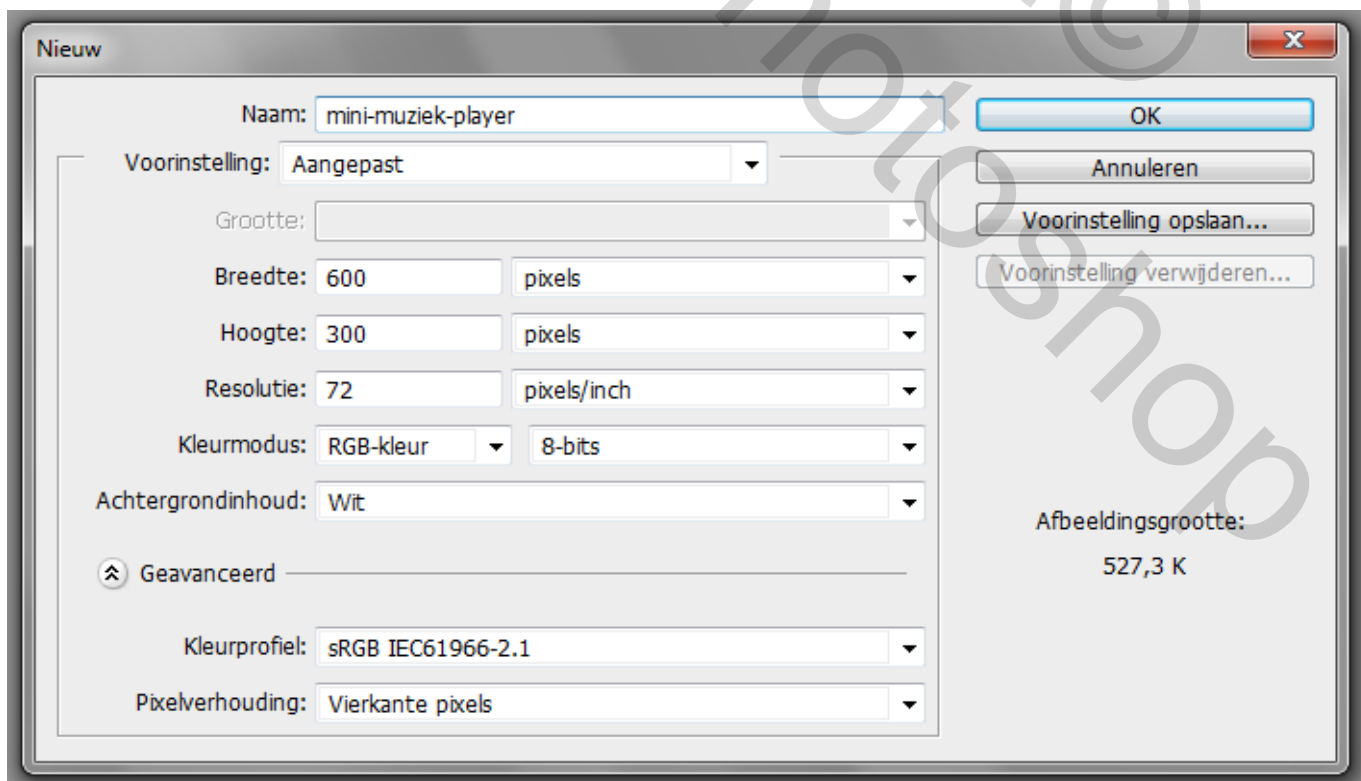 Nieuw
Naam: mini-muziek-player
OK
Voorinstelling: Aangepast
Annuleren
Grootte:
Voorinstelling opslaan...
Breedte: 600 pixels
Voorinstelling verwijderen...
Hoogte: 300 pixels
Resolutie: 72 pixels/inch
Kleurmodus: RGB-kleur 8-bits
Achtergrondinhoud: Wit
Afbeeldingsgrootte:
527,3 K
Geavanceerd
Kleurprofiel: sRGB IEC61966-2.1
Pixelverhouding: Vierkante pixels
©
hotoshop